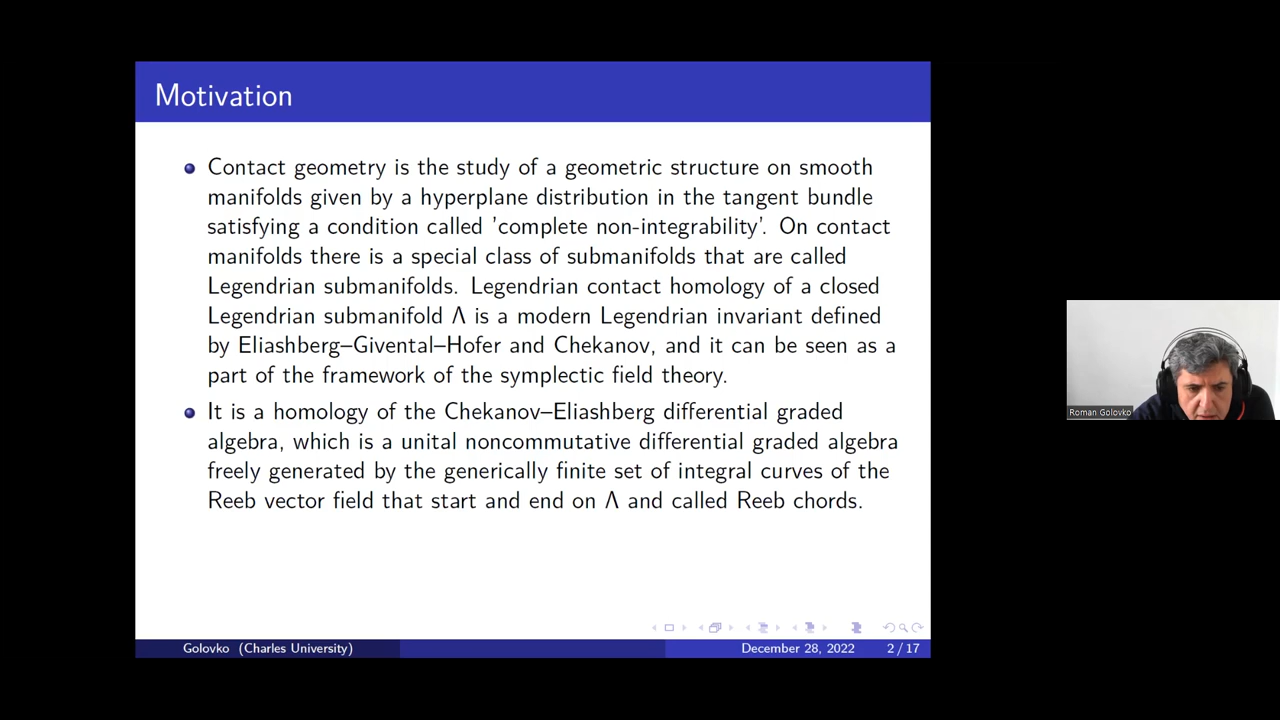 Motivation
Contact geometry is the study of a geometric structure on smooth
manifolds given by a hyperplane distribution in the tangent bundle
satisfying a condition called 'complete non-integrability'. On contact
manifolds there is a special class of submanifolds that are called
Legendrian submanifolds. Legendrian contact homology of a closed
Legendrian submanifold Λ is a modern Legendrian invariant defined
by Eliashberg–Givental–Hofer and Chekanov, and it can be seen as a
part of the framework of the symplectic field theory.
It is a homology of the Chekanov–Eliashberg differential graded
algebra, which is a unital noncommutative differential graded algebra
freely generated by the generically finite set of integral curves of the
Reeb vector field that start and end on Λ and called Reeb chords.
Roman Golovko
Golovko (Charles University)
December 28, 2022
2 / 17